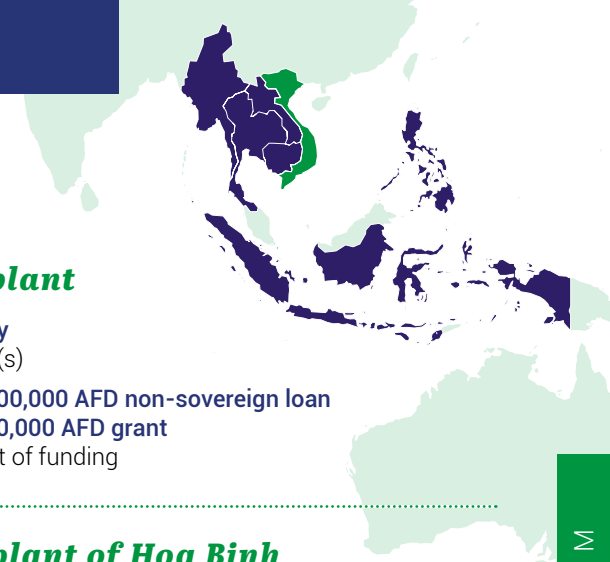 plant
y
(s)
00,000 AFD non-sovereign loan
0,000 AFD grant
t of funding
plant of Hoa Binh
M